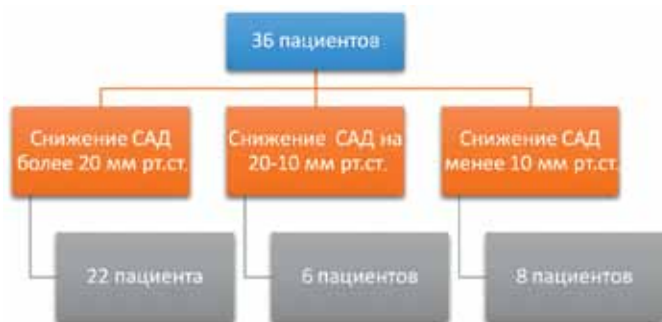 36 пациентов
Снижение САД
более 20 мм рт.ст.
Снижение САД на
20-10 мм рт.ст.
Снижение САД
менее 10 мм рт.ст.
22 пациента
6 пациентов
8 пациентов